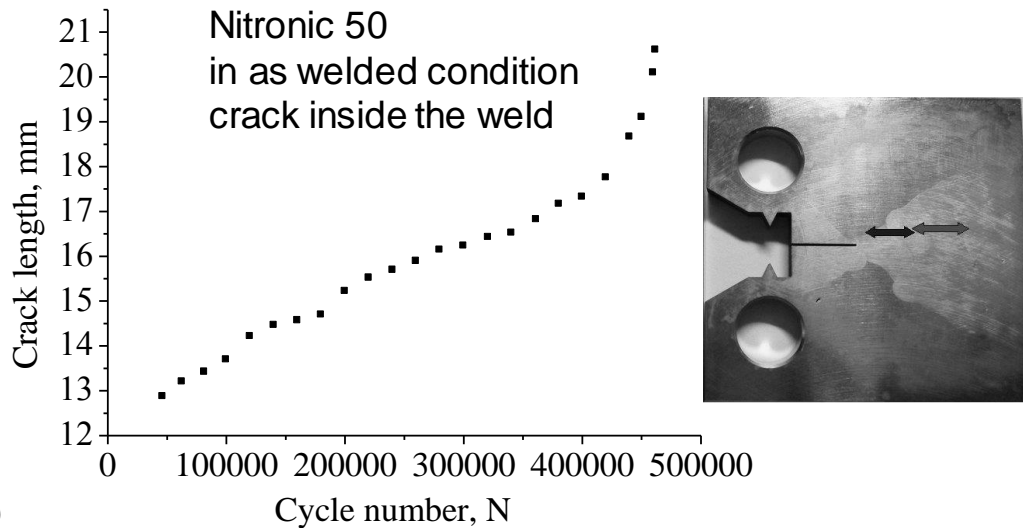 Nitronic 50
in as welded condition
crack inside the weld
Crack length, mm
21
20
19
18
17
16
15
14
13
12
0 100000 200000 300000 400000 500000
Cycle number, N